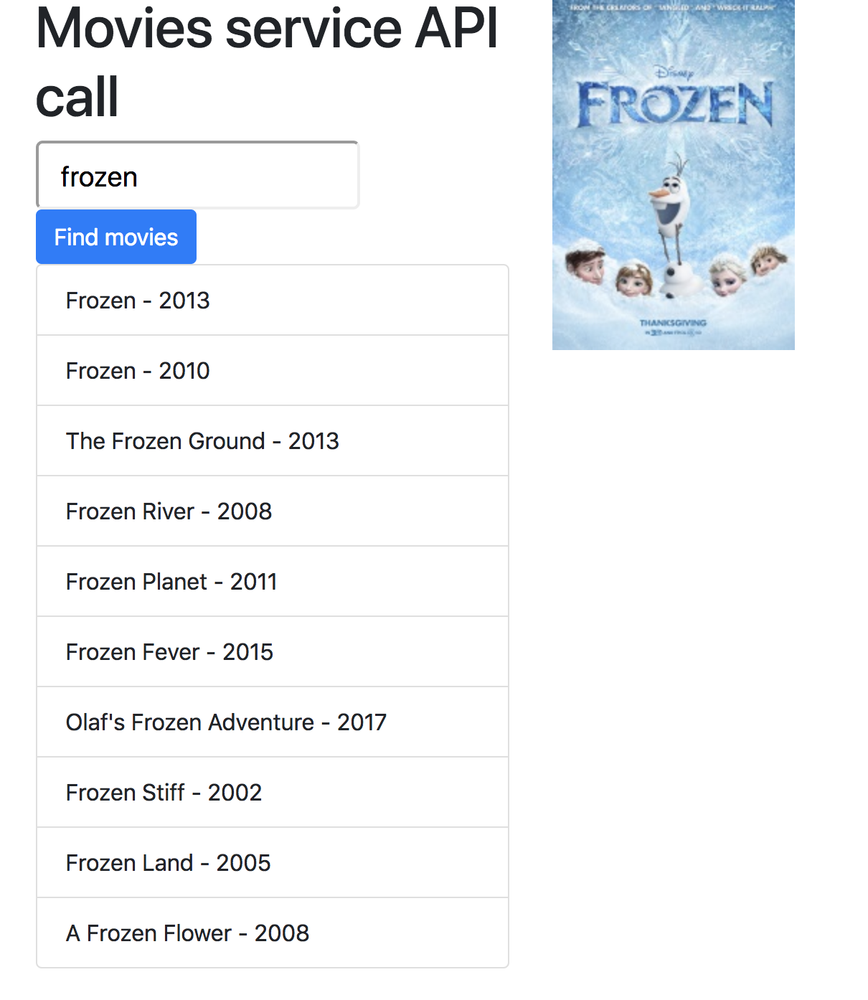 Movies service API
call
frozen
Find movies
Frozen - 2013
Frozen - 2010
The Frozen Ground - 2013
Frozen River - 2008
Frozen Planet - 2011
Frozen Fever - 2015
Olaf's Frozen Adventure - 2017
Frozen Stiff - 2002
Frozen Land - 2005
A Frozen Flower - 2008
FROM THE CREATORS OF "TANGLED" AND "WRECK-IT RALPH"
Disney
FROZEN
THANKSGIVING
IN 3D